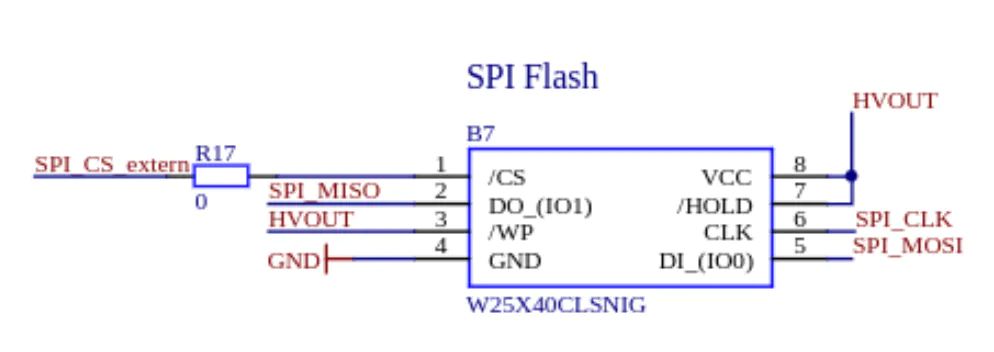 SPI Flash
HVOUT
B7
SPI_CS_extern
R17
0
1
/CS
VCC
8
SPI_MISO
2
DO_(IO1)
/HOLD
7
HVOUT
3
/WP
CLK
6
SPI_CLK
GND
4
GND
DI_(IO0)
5
SPI_MOSI
W25X40CLSNIG